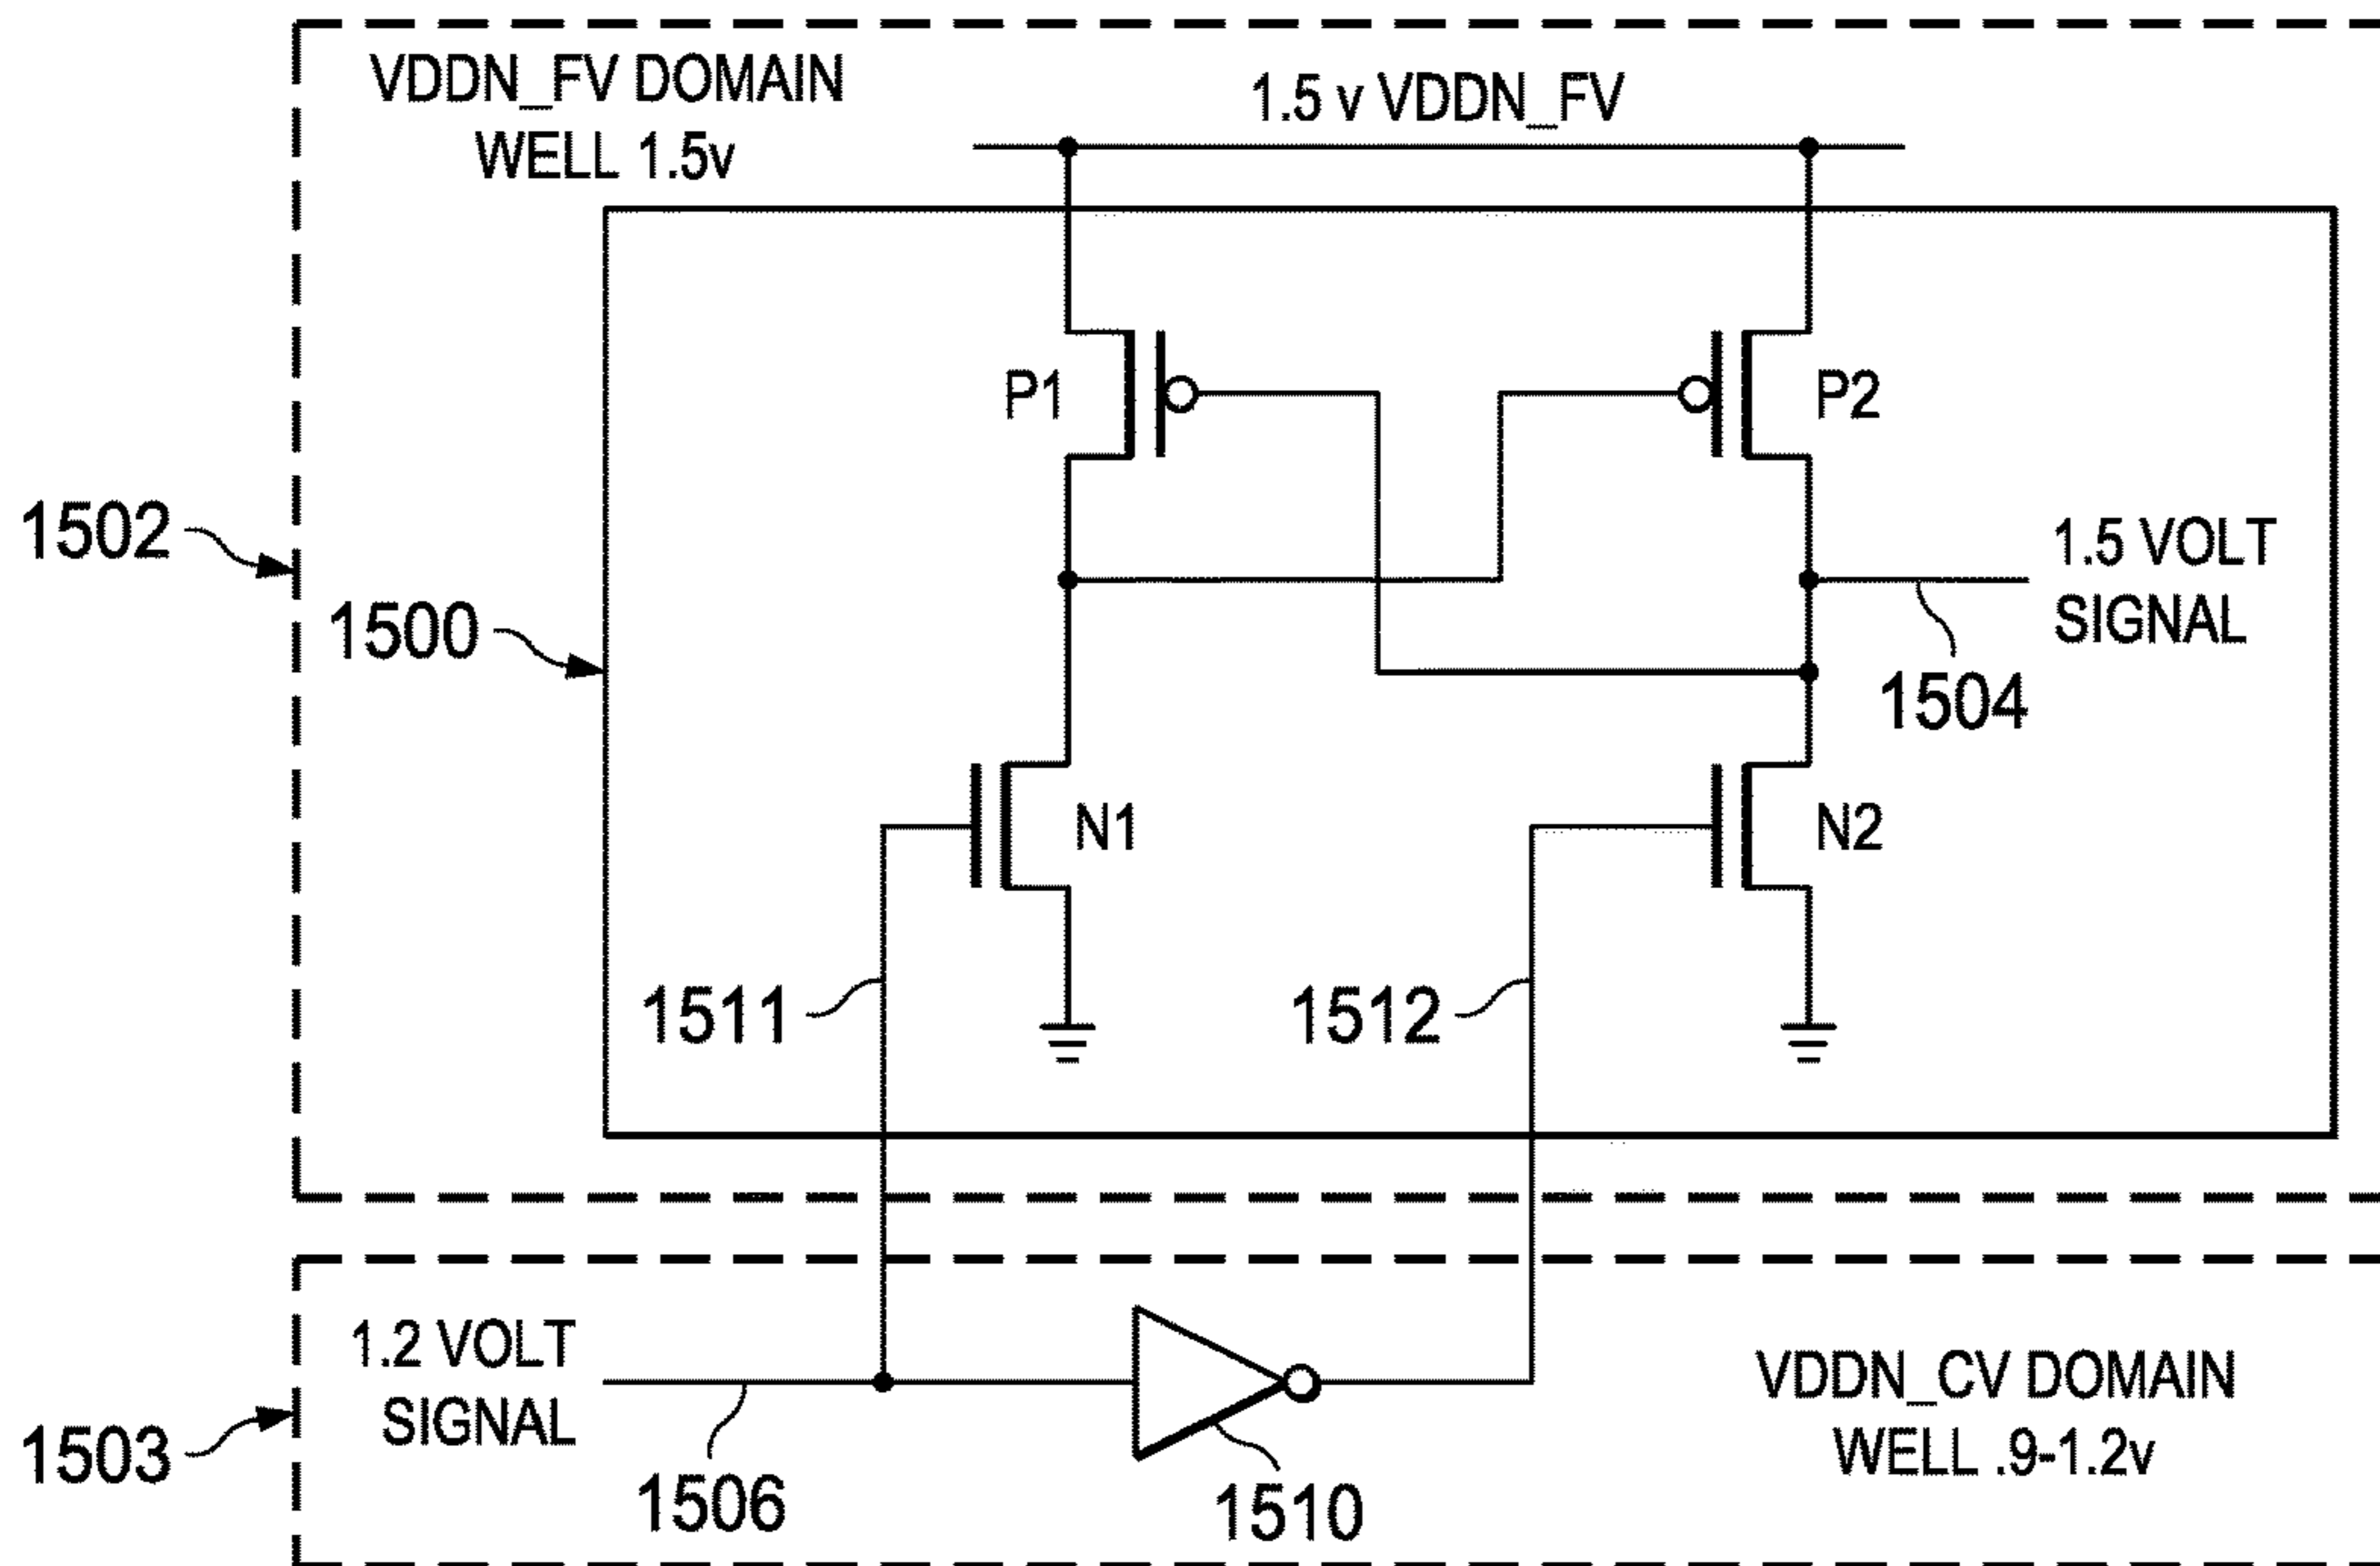 VDDN_FV DOMAIN
WELL 1.5v
1.5 v VDDN_FV
P1
P2
1502
1500
1.5 VOLT
SIGNAL
1504
N1
N2
1511
1512
1.2 VOLT
SIGNAL
1503
1506
1510
VDDN_CV DOMAIN
WELL .9-1.2v